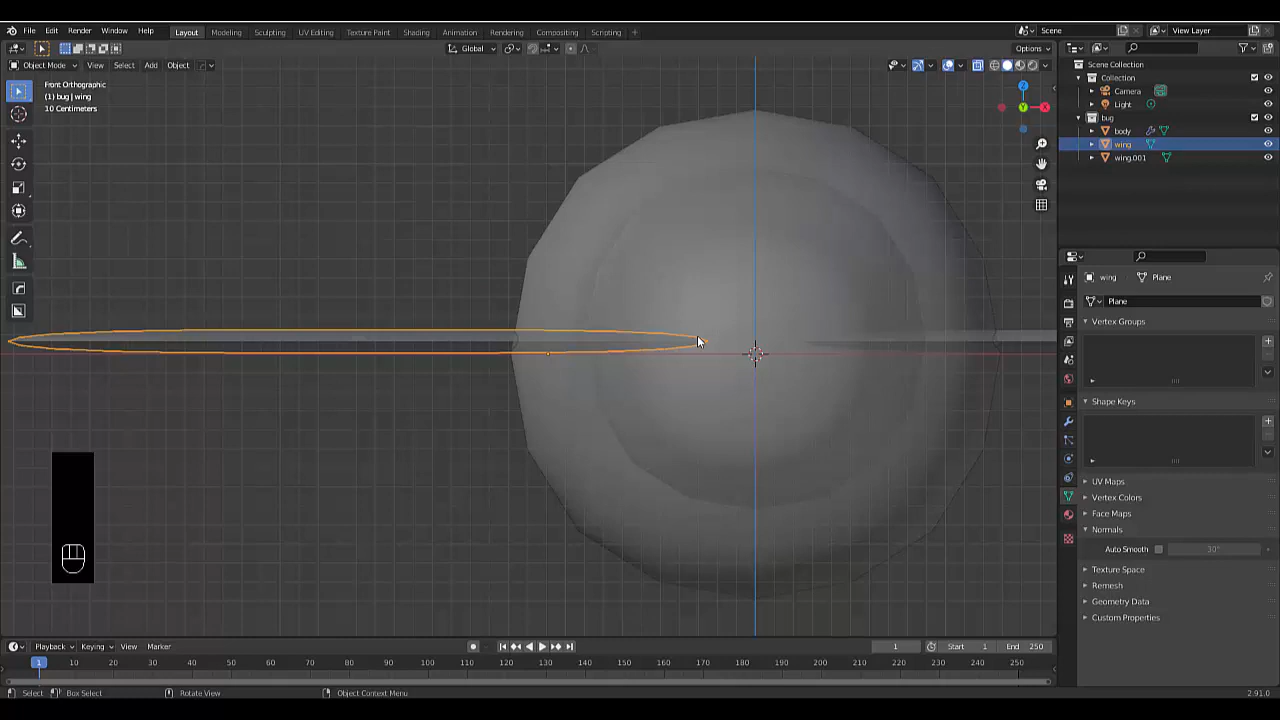 File Edit Render Window Help Layout Modeling Sculpting UV Editing Texture Paint Shading Animation Rendering Compositing Scripting + Scene View Layer
Global Options
Object Mode View Select Add Object
Front Orthographic
(1) bug | wing
10 Centimeters
Scene Collection
Collection
Camera
Light
bug
body
wing
wing.001
X
Y
Z
wing Plane
Plane
Vertex Groups
Shape Keys
UV Maps
Vertex Colors
Face Maps
Normals
Auto Smooth 30°
Texture Space
Remesh
Geometry Data
Custom Properties
Playback Keying View Marker 1 Start 1 End 250
1 10 20 30 40 50 60 70 80 90 100 110 120 130 140 150 160 170 180 190 200 210 220 230 240 250
Select Box Select Rotate View Object Context Menu 2.91.0